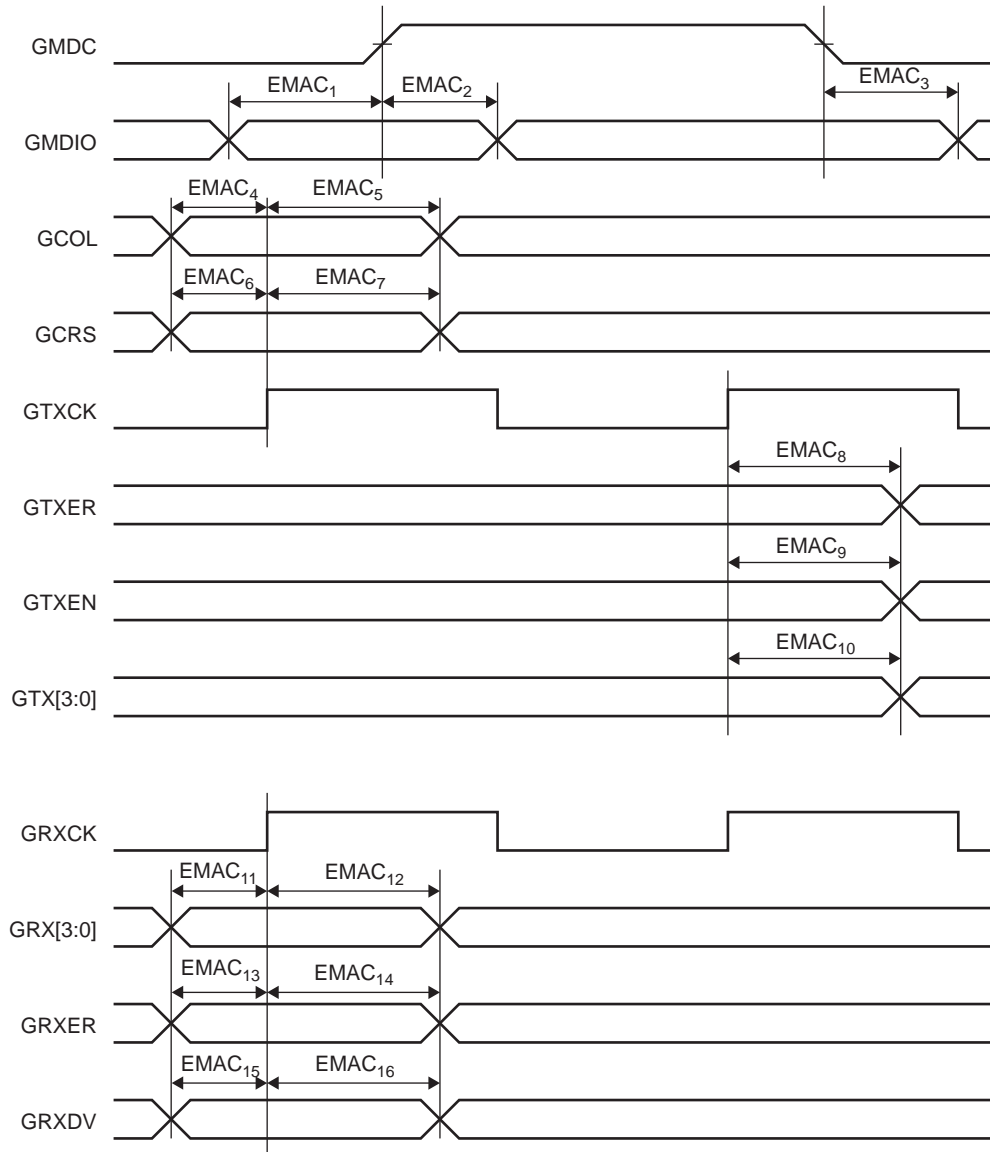 GMDC
EMAC1 EMAC2 EMAC3
GMDIO
EMAC4 EMAC5
GCOL
EMAC6 EMAC7
GCRS
GTXCK
EMAC8
GTXER
EMAC9
GTXEN
EMAC10
GTX[3:0]
GRXCK
EMAC11 EMAC12
GRX[3:0]
EMAC13 EMAC14
GRXER
EMAC15 EMAC16
GRXDV